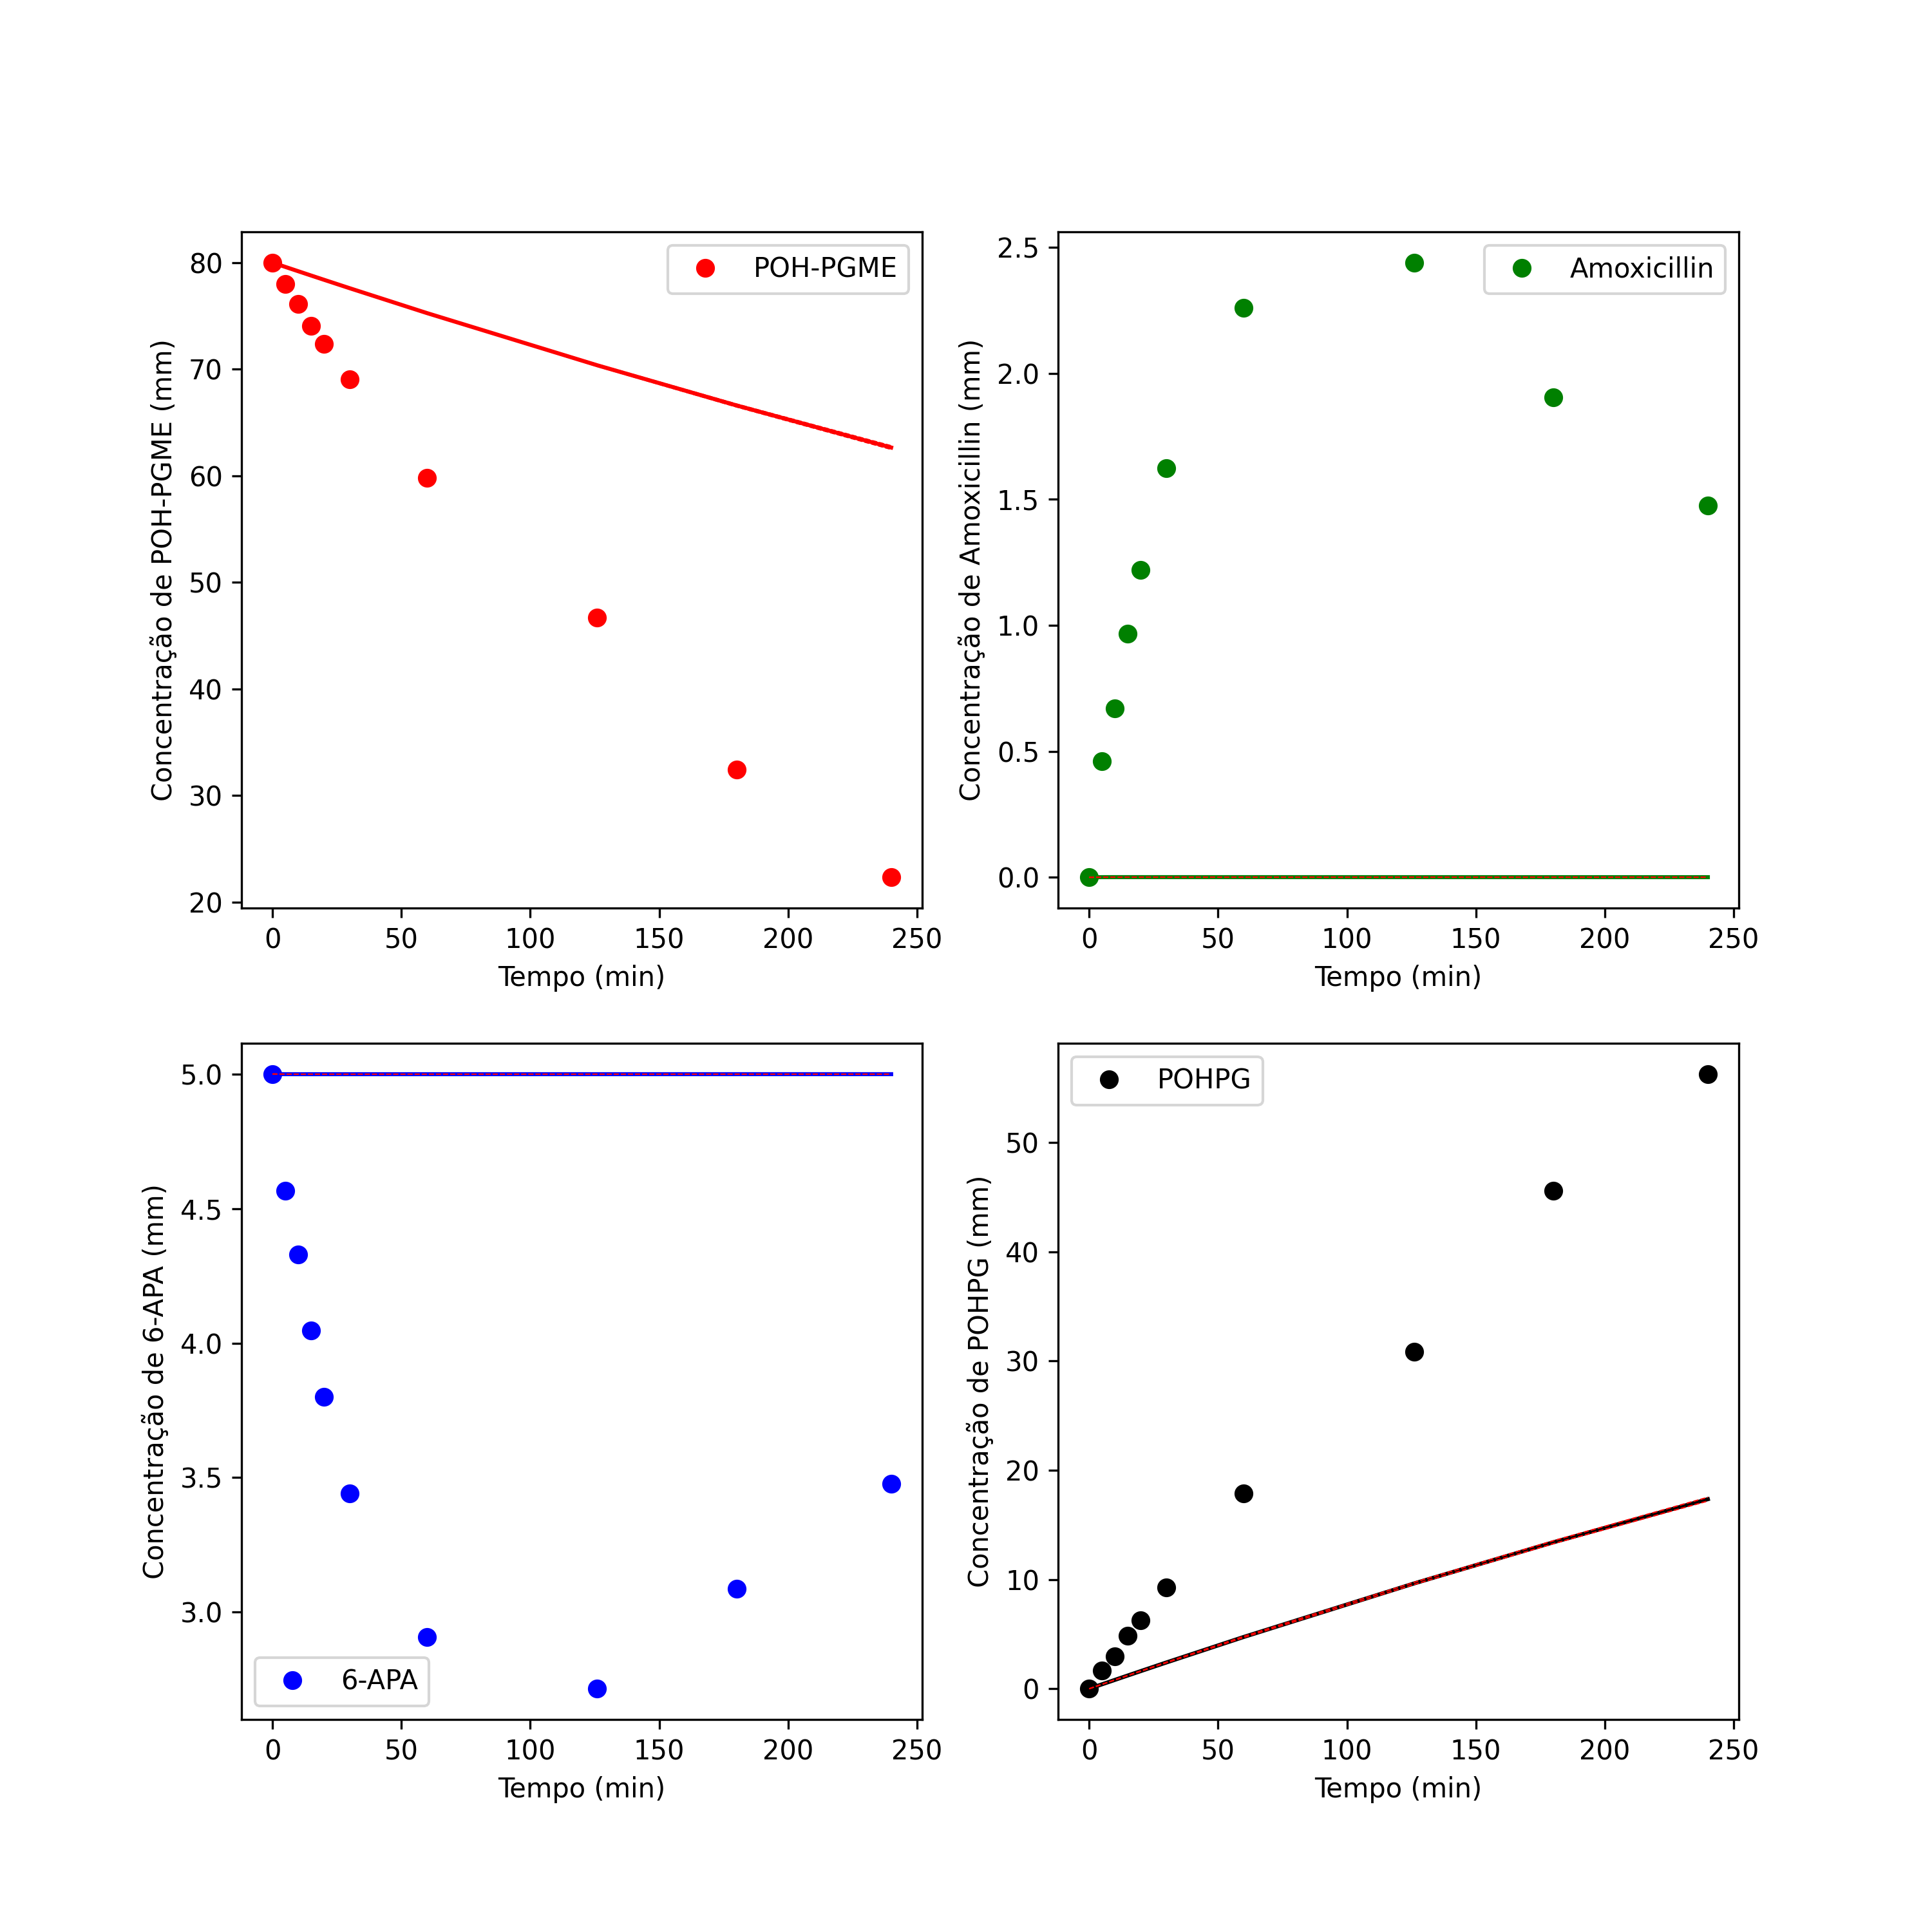 POH-PGME
Concentração de POH-PGME (mm)
80
70
60
50
40
30
20
0 50 100 150 200 250
Tempo (min)
Amoxicillin
Concentração de Amoxicillin (mm)
2.5
2.0
1.5
1.0
0.5
0.0
0 50 100 150 200 250
Tempo (min)
6-APA
Concentração de 6-APA (mm)
5.0
4.5
4.0
3.5
3.0
0 50 100 150 200 250
Tempo (min)
POHPG
Concentração de POHPG (mm)
50
40
30
20
10
0
0 50 100 150 200 250
Tempo (min)